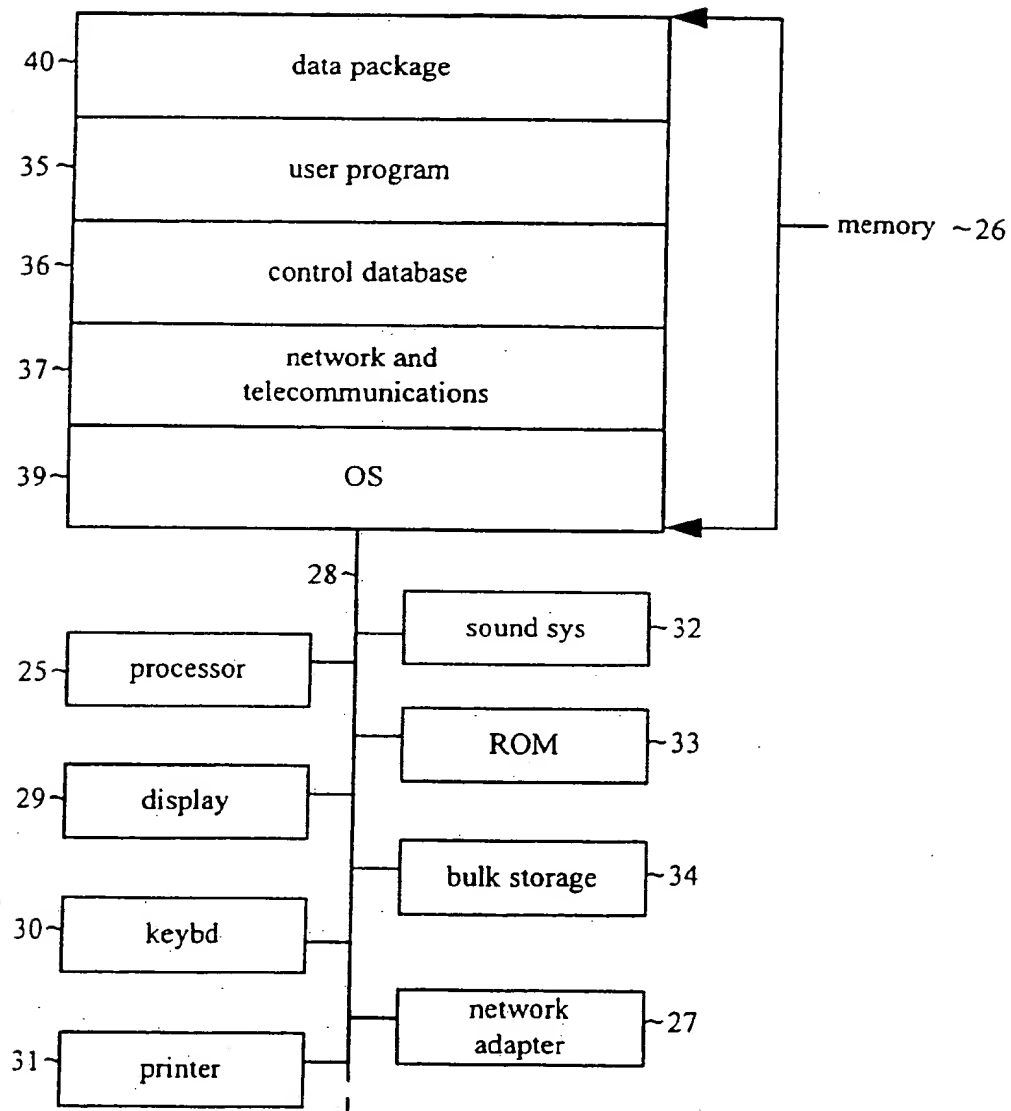 40~ data package
35~ user program
memory ~26
36~ control database
37~ network and
telecommunications
39~ OS
28~
sound sys ~32
25~ processor
ROM ~33
29~ display
bulk storage ~34
30~ keybd
network
adapter ~27
31~ printer